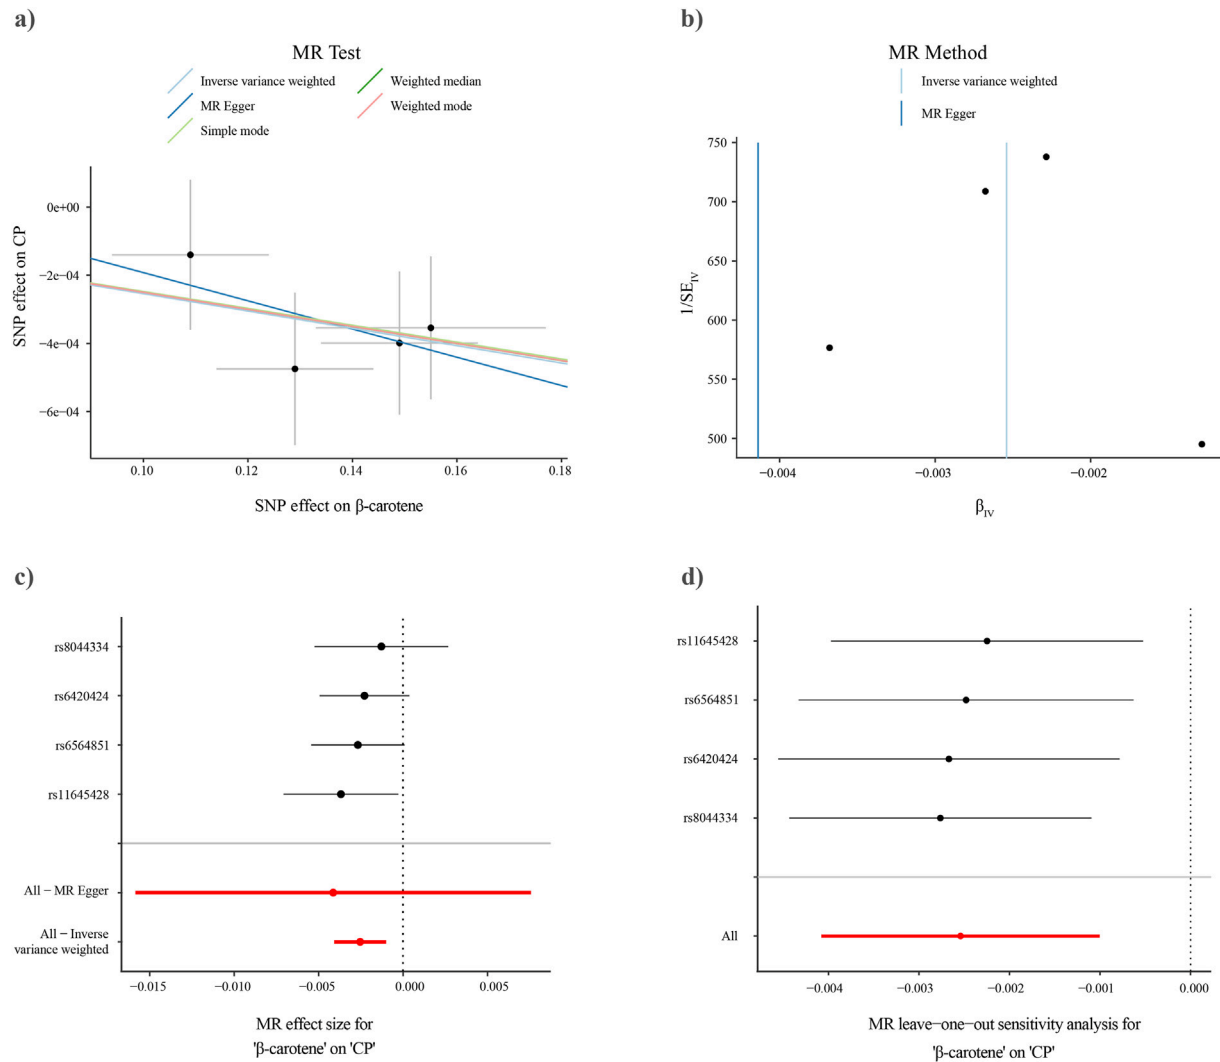 a)
MR Test
Inverse variance weighted
Weighted median
MR Egger
Weighted mode
Simple mode
0e+00
−2e−04
−4e−04
−6e−04
SNP effect on CP
0.10
0.12
0.14
0.16
0.18
SNP effect on β-carotene
b)
MR Method
Inverse variance weighted
MR Egger
750
700
650
600
550
500
1/SE_IV
−0.004
−0.003
−0.002
β_IV
c)
rs8044334
rs6420424
rs6564851
rs11645428
All − MR Egger
All − Inverse
variance weighted
−0.015
−0.010
−0.005
0.000
0.005
MR effect size for
'β-carotene' on 'CP'
d)
rs11645428
rs6564851
rs6420424
rs8044334
All
−0.004
−0.003
−0.002
−0.001
0.000
MR leave−one−out sensitivity analysis for
'β-carotene' on 'CP'